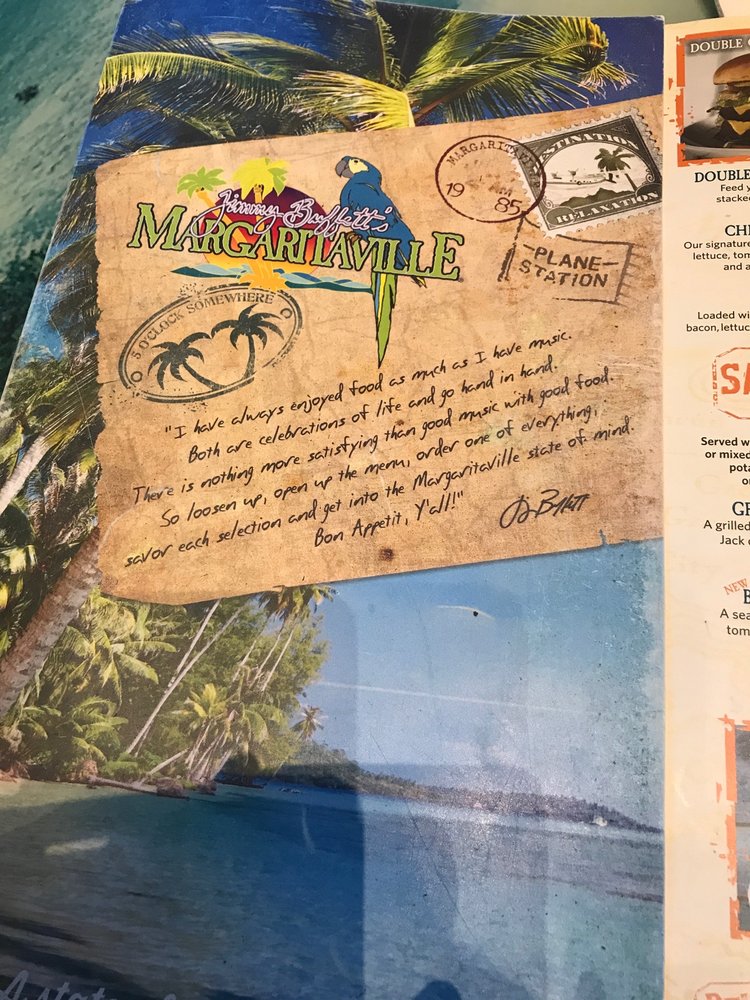 MARGARITAVILLE
1985
DESTINATION
RELAXATION
Jimmy Buffett's
MARGARITAVILLE
PLANE
STATION
5 O'CLOCK SOMEWHERE
"I have always enjoyed food as much as I have music.
Both are celebrations of life and go hand in hand.
There is nothing more satisfying than good music with good food.
So loosen up, open up the menu, order one of everything,
savor each selection and get into the Margaritaville state of mind.
Bon Appetit, Y'all!"
A state
DOUBLE
DOUBLE
Feed
stacked
Our signature
lettuce, tom
and a
Loaded wi
bacon, lettuc
SA
Served w
or mixed
pota
o
A grilled
Jack
NEW
B
A sea
tom